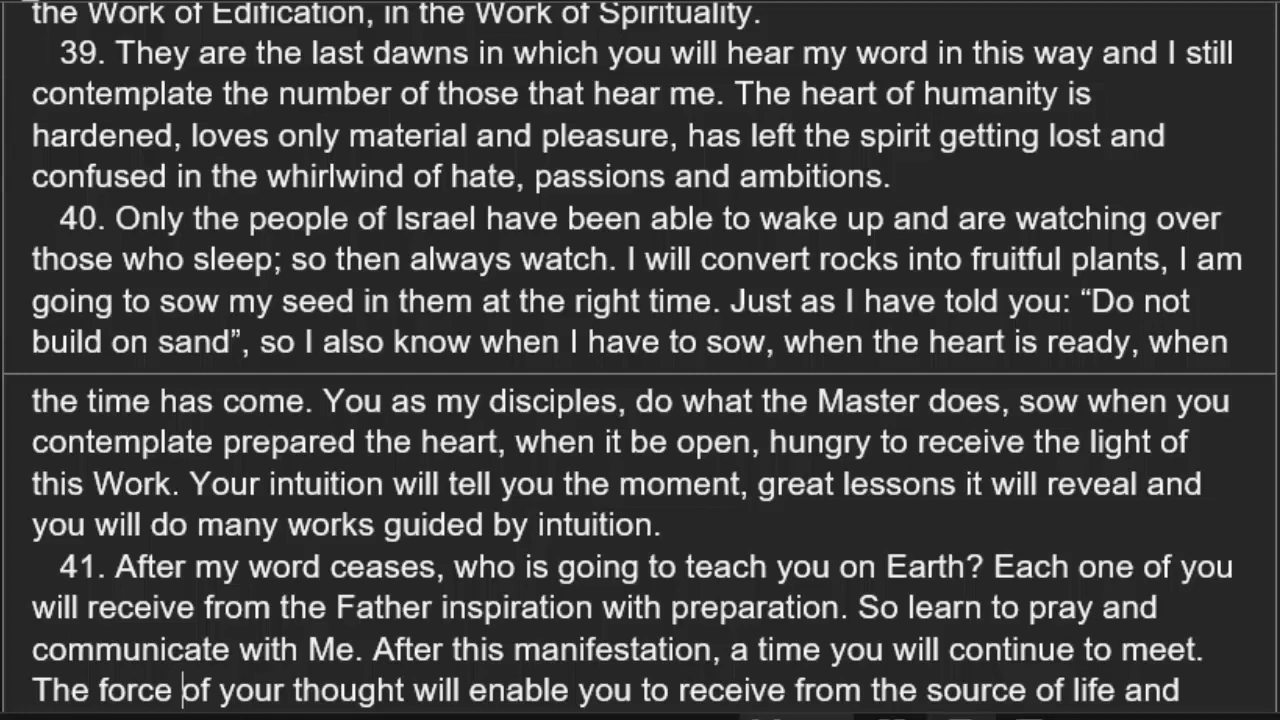 the Work of Edification, in the Work of Spirituality.
39. They are the last dawns in which you will hear my word in this way and I still
contemplate the number of those that hear me. The heart of humanity is
hardened, loves only material and pleasure, has left the spirit getting lost and
confused in the whirlwind of hate, passions and ambitions.
40. Only the people of Israel have been able to wake up and are watching over
those who sleep; so then always watch. I will convert rocks into fruitful plants, I am
going to sow my seed in them at the right time. Just as I have told you: “Do not
build on sand”, so I also know when I have to sow, when the heart is ready, when
the time has come. You as my disciples, do what the Master does, sow when you
contemplate prepared the heart, when it be open, hungry to receive the light of
this Work. Your intuition will tell you the moment, great lessons it will reveal and
you will do many works guided by intuition.
41. After my word ceases, who is going to teach you on Earth? Each one of you
will receive from the Father inspiration with preparation. So learn to pray and
communicate with Me. After this manifestation, a time you will continue to meet.
The force of your thought will enable you to receive from the source of life and